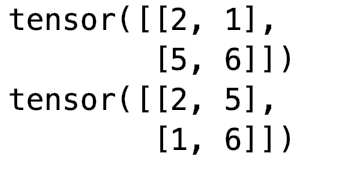 tensor([[2, 1],
        [5, 6]])
tensor([[2, 5],
        [1, 6]])